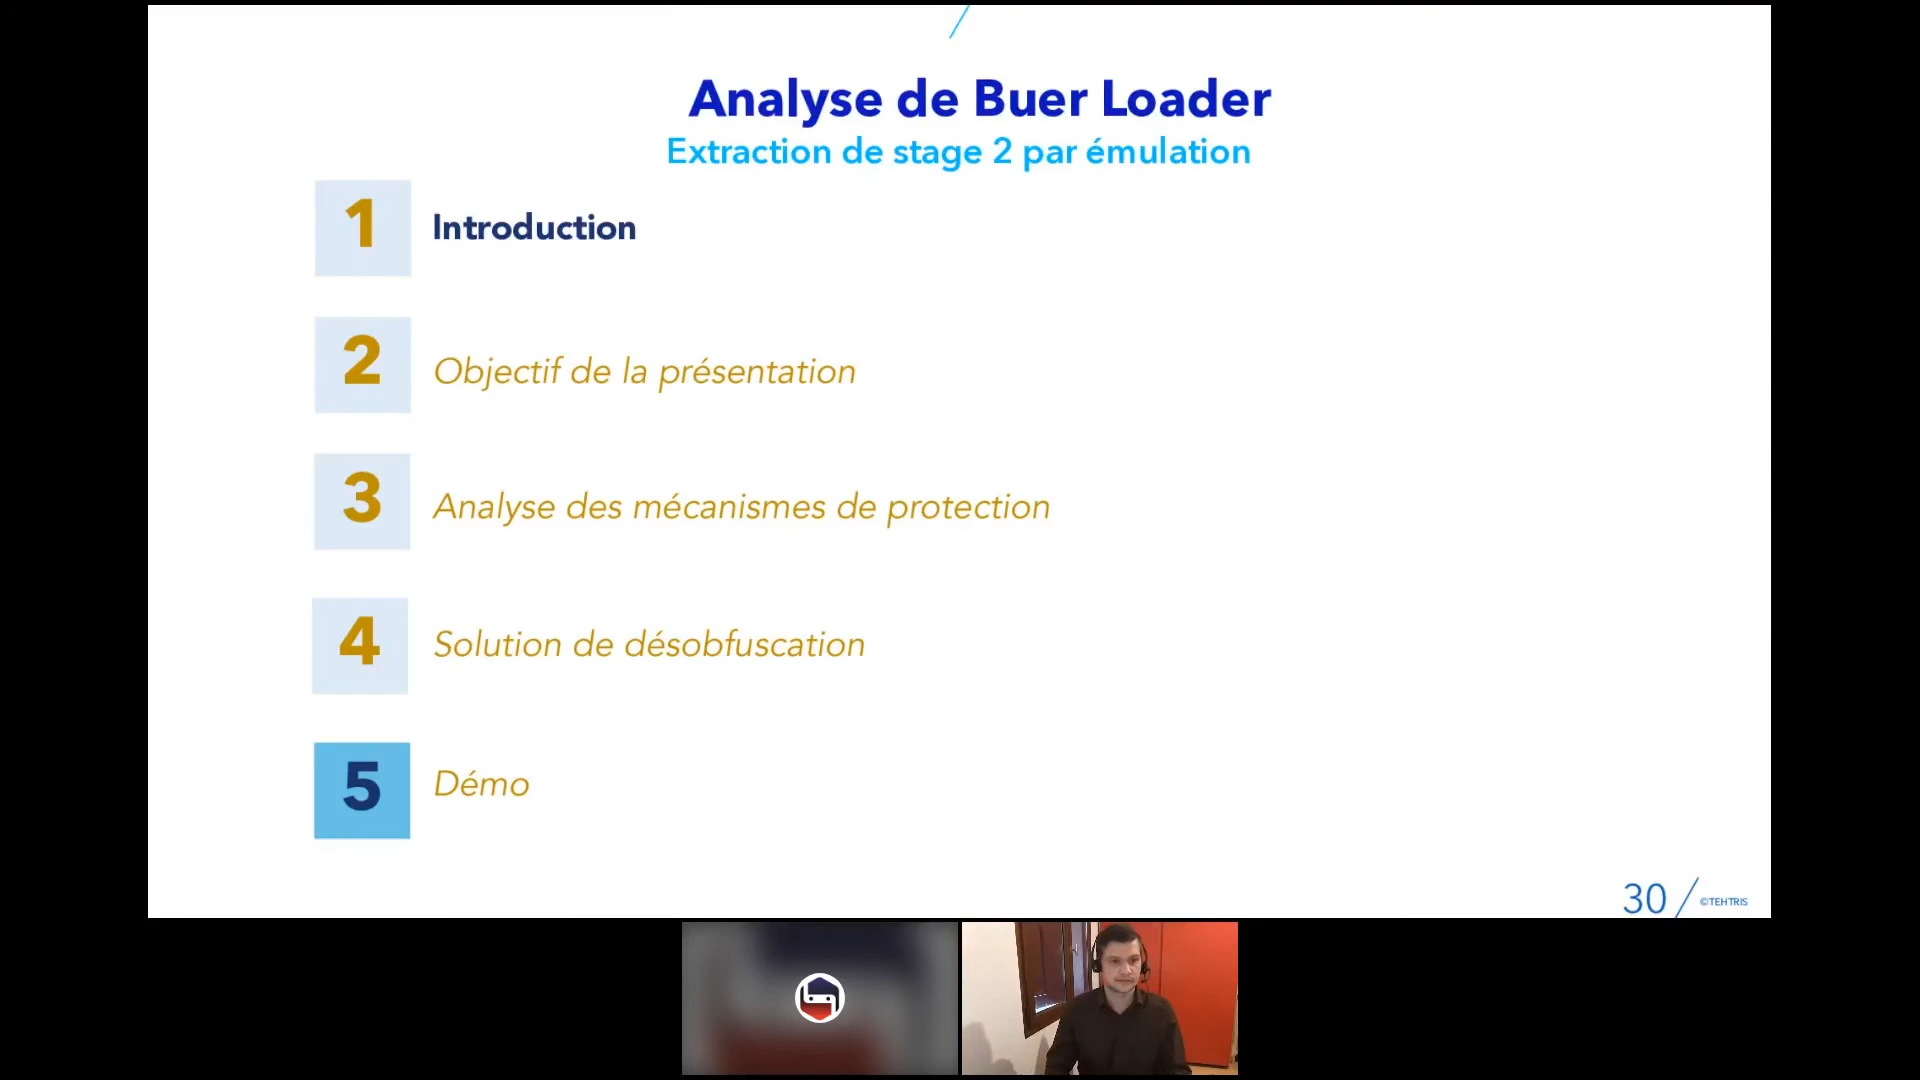 Analyse de Buer Loader
Extraction de stage 2 par émulation
1
Introduction
2
Objectif de la présentation
3
Analyse des mécanismes de protection
4
Solution de désobfuscation
5
Démo
30
©TEHTRIS